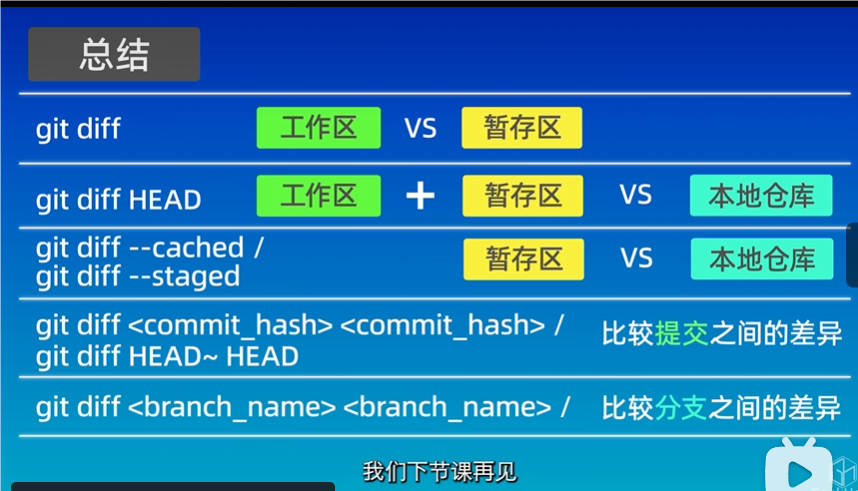 总结
git diff 工作区 VS 暂存区
git diff HEAD 工作区 + 暂存区 VS 本地仓库
git diff --cached /
git diff --staged 暂存区 VS 本地仓库
git diff <commit_hash> <commit_hash> /
git diff HEAD~ HEAD 比较提交之间的差异
git diff <branch_name> <branch_name> / 比较分支之间的差异
我们下节课再见